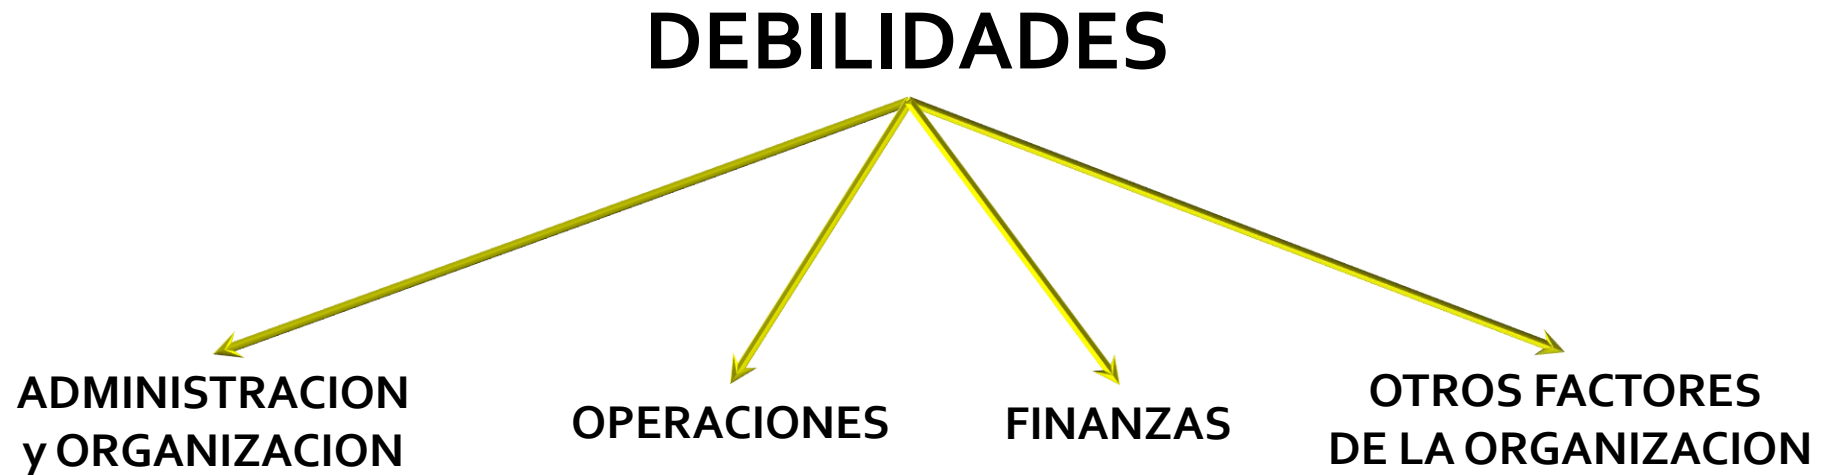 DEBILIDADES
ADMINISTRACION
y ORGANIZACION
OPERACIONES
FINANZAS
OTROS FACTORES
DE LA ORGANIZACION